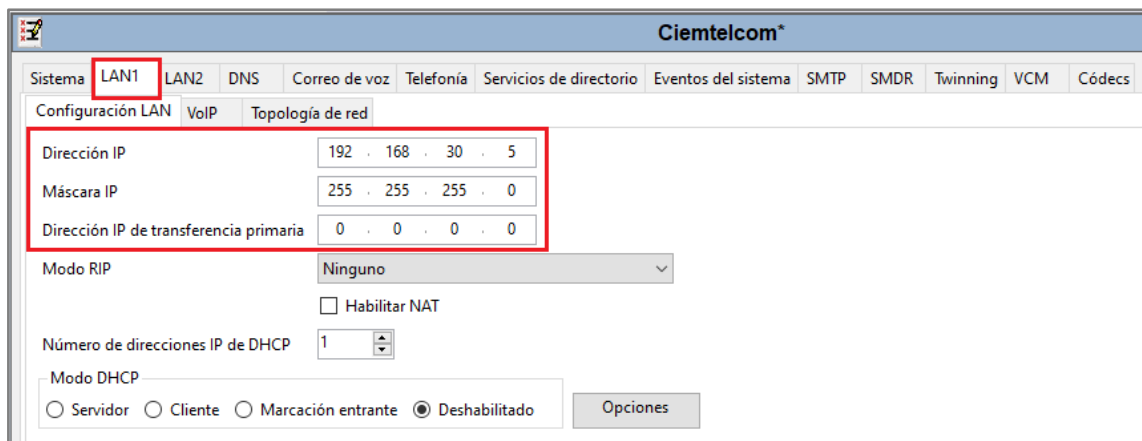 Ciemtelcom*
Sistema LAN1 LAN2 DNS Correo de voz Telefonía Servicios de directorio Eventos del sistema SMTP SMDR Twinning VCM Códecs
Configuración LAN VoIP Topología de red
Dirección IP 192 . 168 . 30 . 5
Máscara IP 255 . 255 . 255 . 0
Dirección IP de transferencia primaria 0 . 0 . 0 . 0
Modo RIP Ninguno
Habilitar NAT
Número de direcciones IP de DHCP 1
Modo DHCP
Servidor Cliente Marcación entrante Deshabilitado Opciones